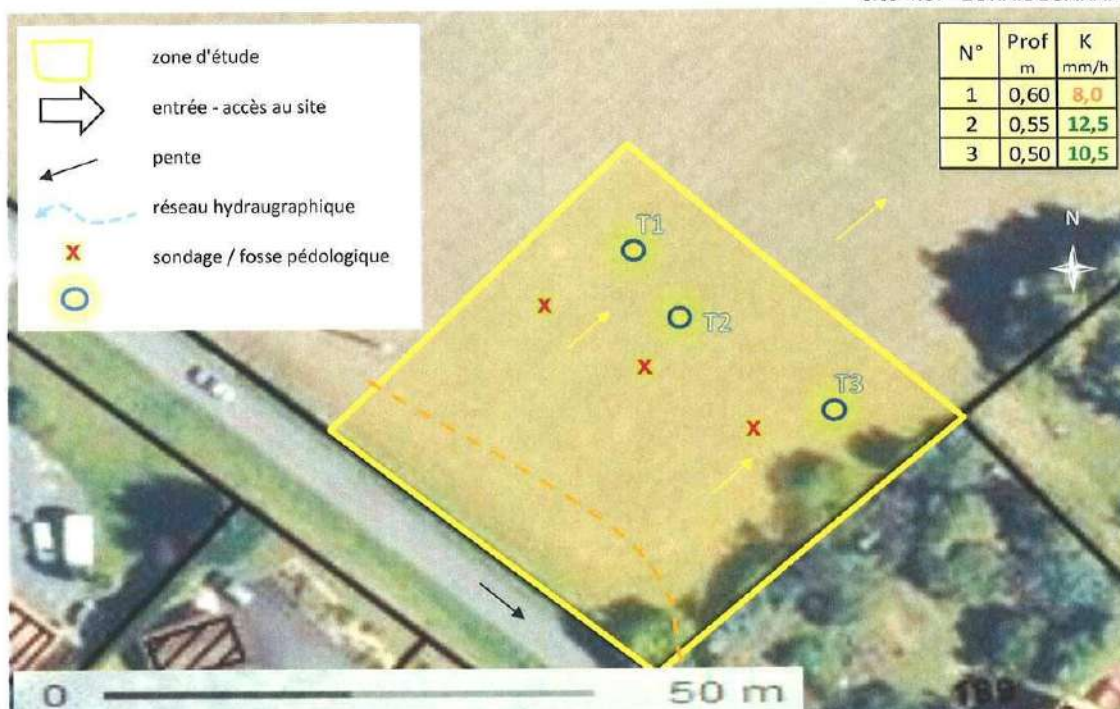 zone d'étude
entrée - accès au site
pente
réseau hydraugraphique
sondage / fosse pédologique
N° Prof m K mm/h
1 0,60 8,0
2 0,55 12,5
3 0,50 10,5
N
T1
T2
T3
0 50 m